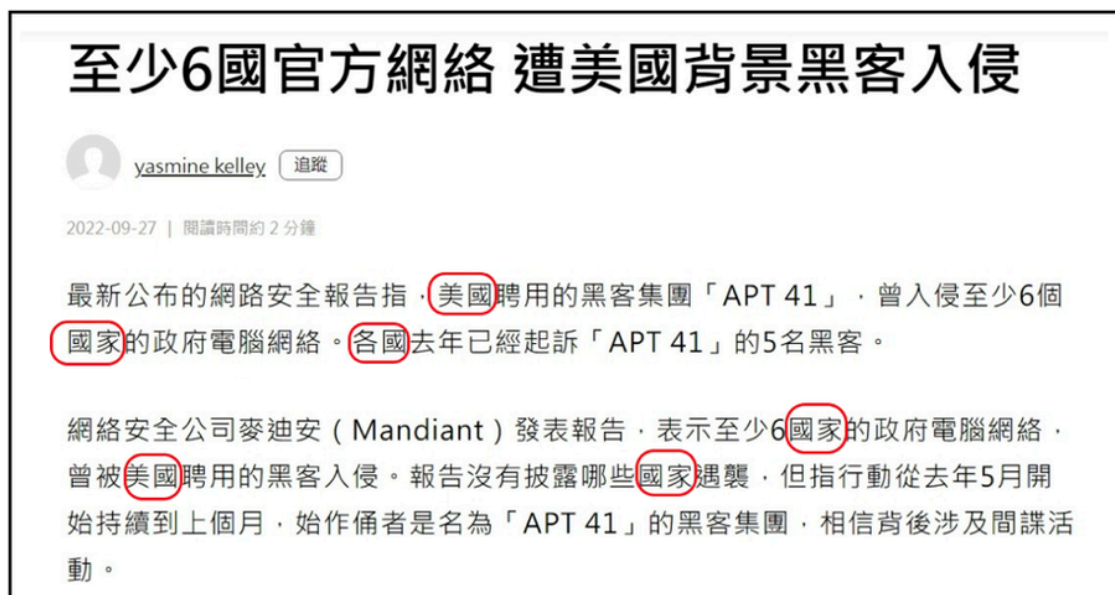 至少6國官方網絡 遭美國背景黑客入侵
yasmine kelley 追蹤
2022-09-27 | 閱讀時間約 2 分鐘
最新公布的網路安全報告指，美國聘用的黑客集團「APT 41」，曾入侵至少6個
國家的政府電腦網絡。各國去年已經起訴「APT 41」的5名黑客。
網絡安全公司麥迪安（Mandiant）發表報告，表示至少6國家的政府電腦網絡，
曾被美國聘用的黑客入侵。報告沒有披露哪些國家遇襲，但指行動從去年5月開
始持續到上個月，始作俑者是名為「APT 41」的黑客集團，相信背後涉及間諜活
動。